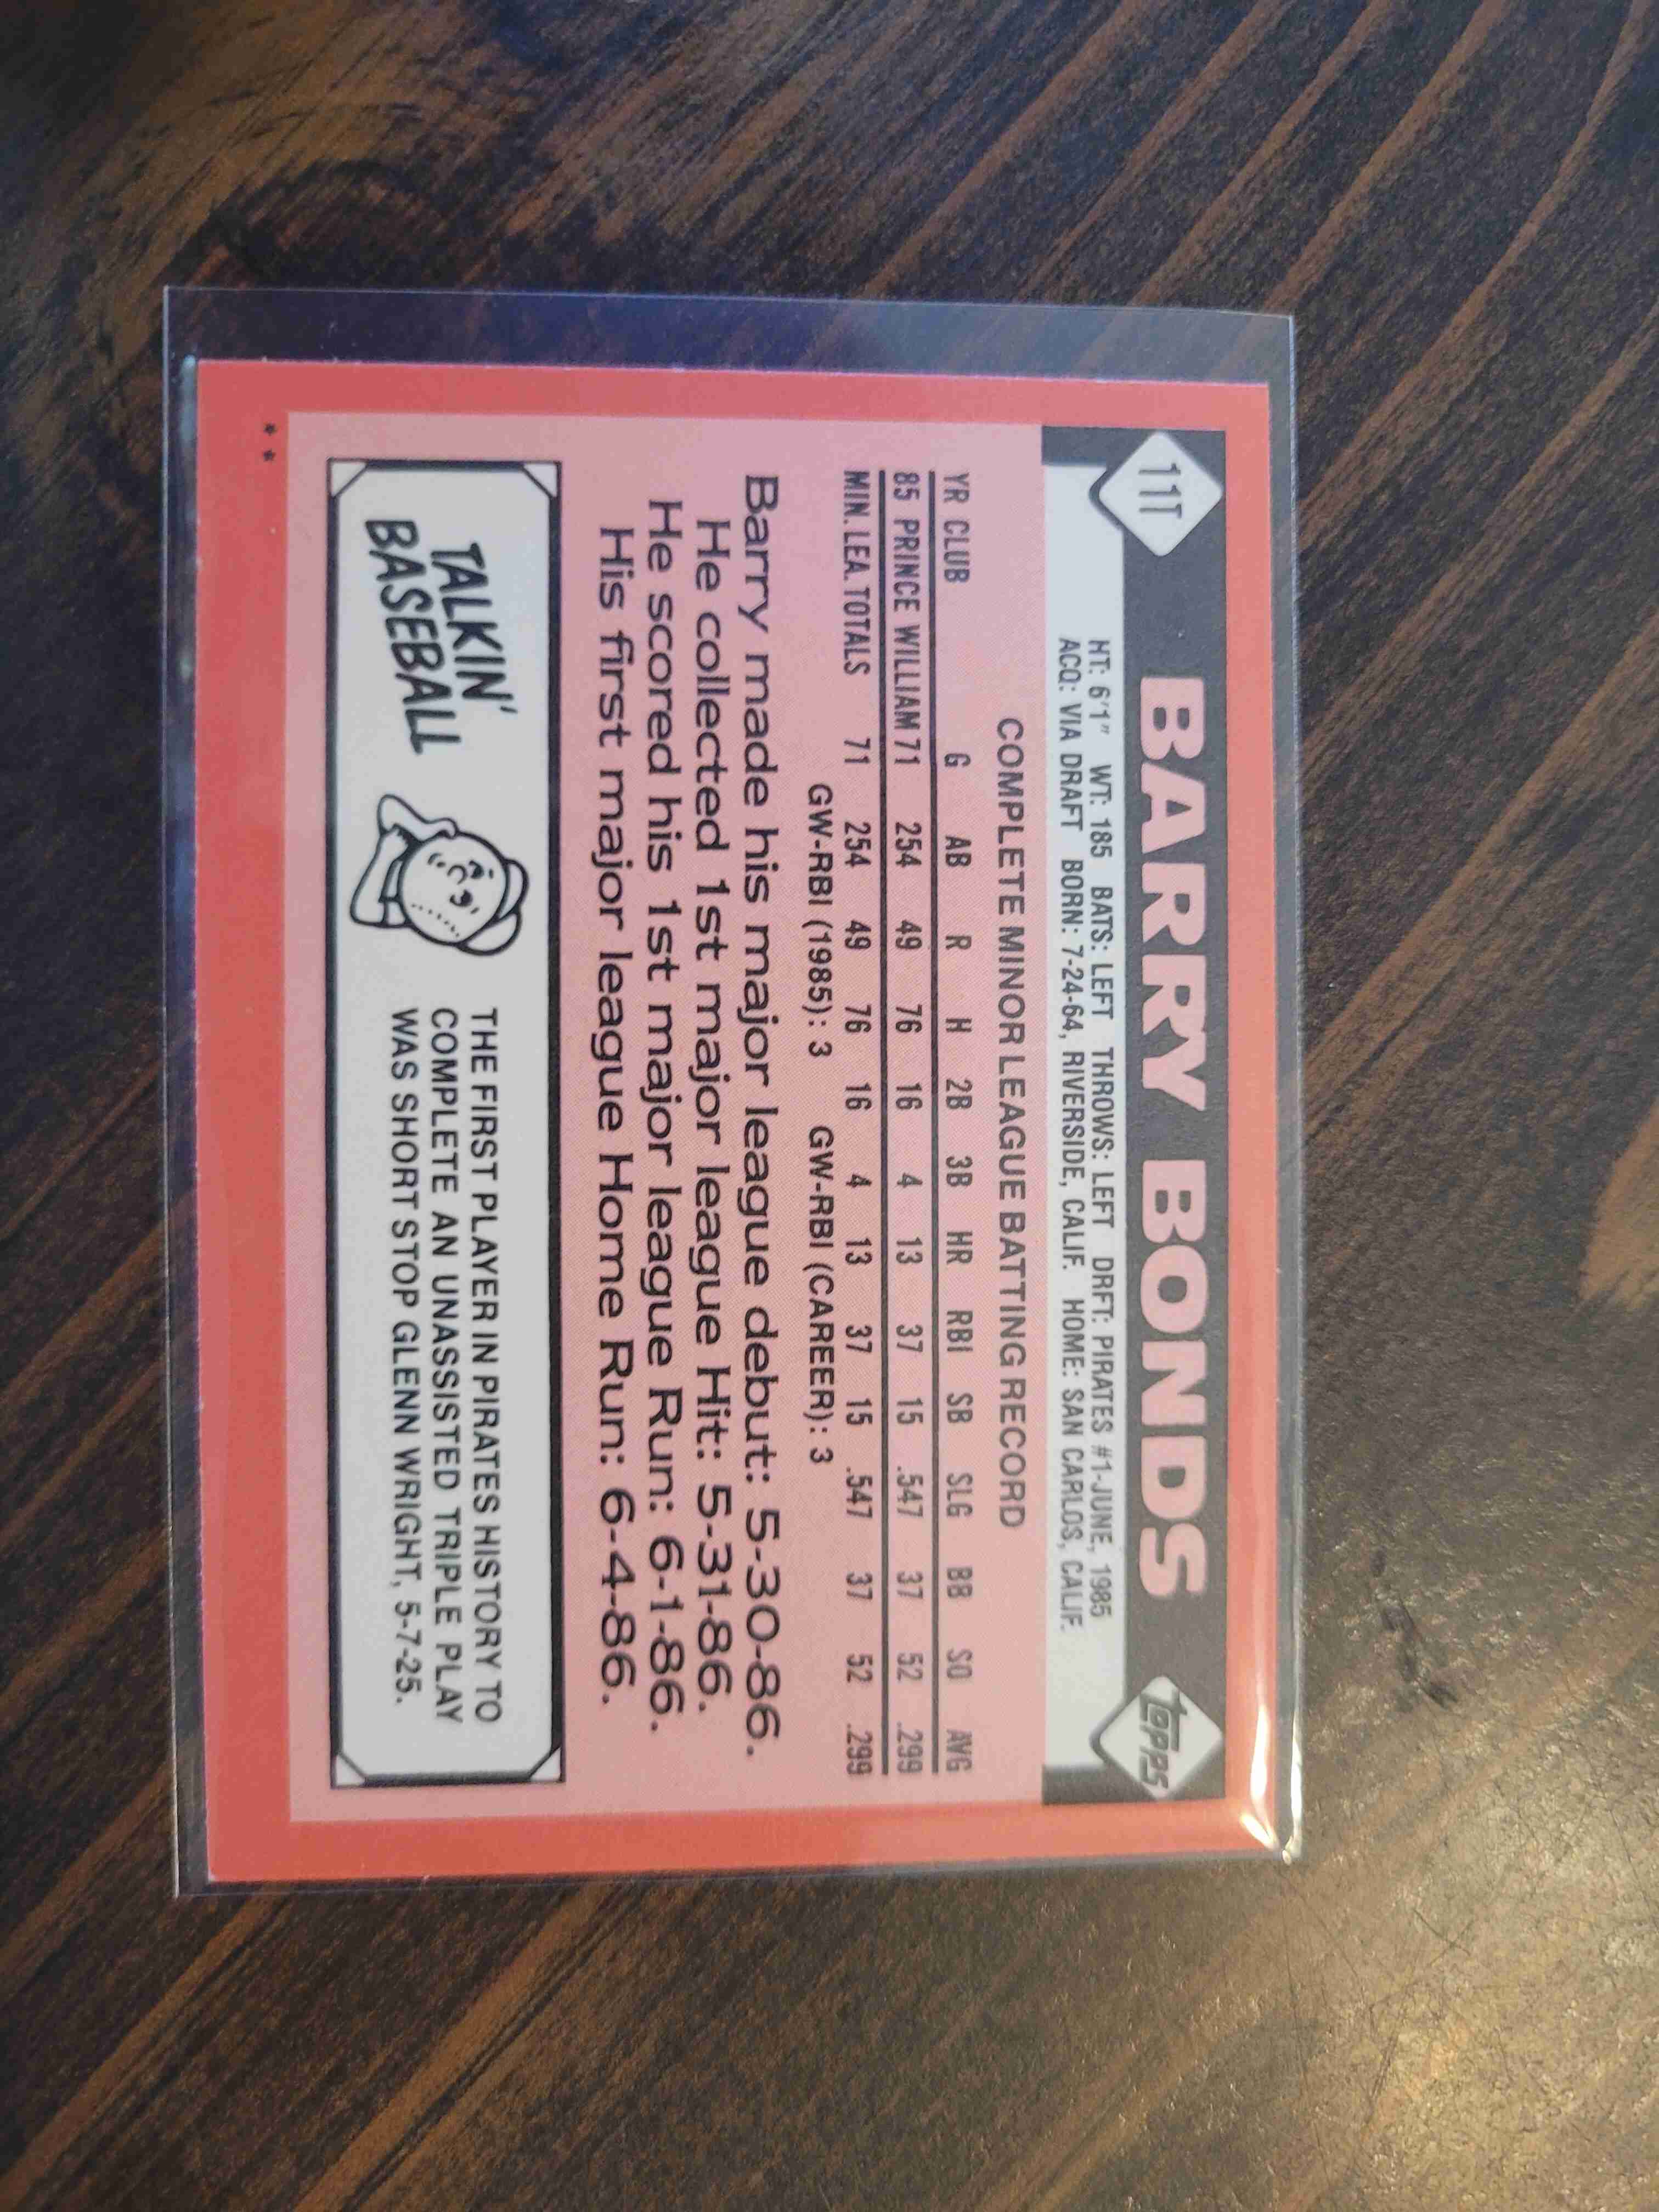 11T
BARRY BONDS
topps
HT: 6'1" WT: 185 BATS: LEFT THROWS: LEFT DRFT: PIRATES #1-JUNE, 1985
ACQ: VIA DRAFT BORN: 7-24-64, RIVERSIDE, CALIF. HOME: SAN CARLOS, CALIF.
COMPLETE MINOR LEAGUE BATTING RECORD
YR CLUB G AB R H 2B 3B HR RBI SB SLG BB SO AVG
85 PRINCE WILLIAM 71 254 49 76 16 4 13 37 15 .547 37 52 .299
MIN. LEA. TOTALS 71 254 49 76 16 4 13 37 15 .547 37 52 .299
GW-RBI (1985): 3 GW-RBI (CAREER): 3
Barry made his major league debut: 5-30-86.
He collected 1st major league Hit: 5-31-86.
He scored his 1st major league Run: 6-1-86.
His first major league Home Run: 6-4-86.
TALKIN'
BASEBALL
THE FIRST PLAYER IN PIRATES HISTORY TO
COMPLETE AN UNASSISTED TRIPLE PLAY
WAS SHORT STOP GLENN WRIGHT, 5-7-25.
**